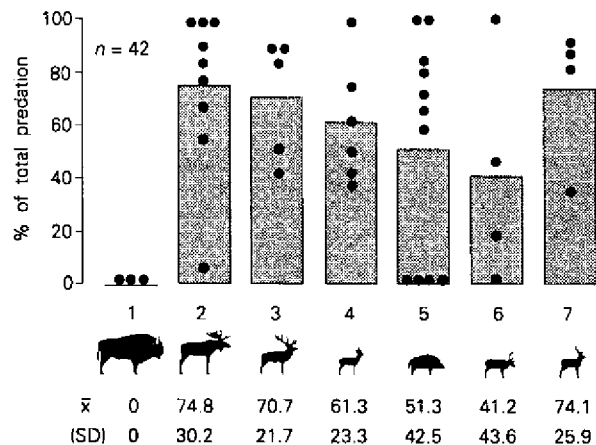 100
n = 42
80
60
40
20
0
% of total predation
1 2 3 4 5 6 7
x̄ 0 74.8 70.7 61.3 51.3 41.2 74.1
(SD) 0 30.2 21.7 23.3 42.5 43.6 25.9